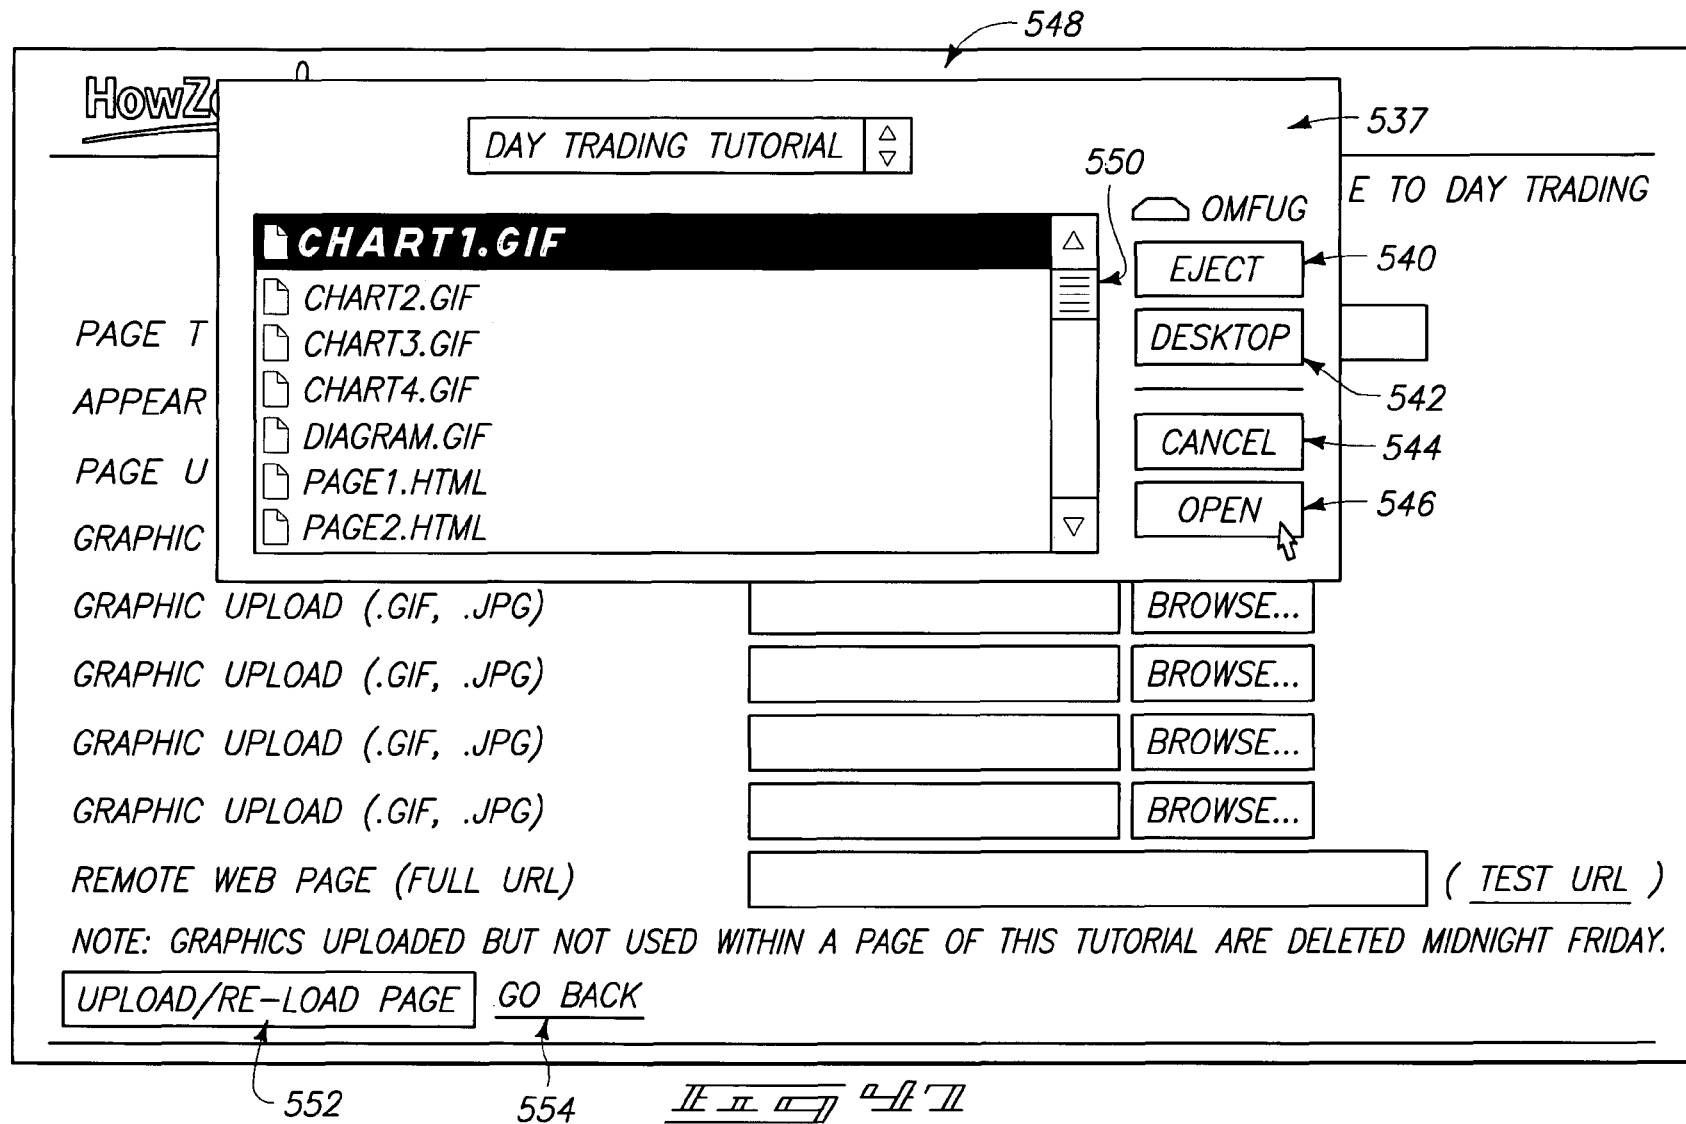 548
HowZ
537
DAY TRADING TUTORIAL
550
E TO DAY TRADING
OMFUG
CHART1.GIF
EJECT
540
CHART2.GIF
PAGE T
CHART3.GIF
DESKTOP
CHART4.GIF
542
APPEAR
DIAGRAM.GIF
CANCEL
544
PAGE U
PAGE1.HTML
OPEN
546
PAGE2.HTML
GRAPHIC
GRAPHIC UPLOAD (.GIF, .JPG) BROWSE...
GRAPHIC UPLOAD (.GIF, .JPG) BROWSE...
GRAPHIC UPLOAD (.GIF, .JPG) BROWSE...
GRAPHIC UPLOAD (.GIF, .JPG) BROWSE...
REMOTE WEB PAGE (FULL URL) ( TEST URL )
NOTE: GRAPHICS UPLOADED BUT NOT USED WITHIN A PAGE OF THIS TUTORIAL ARE DELETED MIDNIGHT FRIDAY.
UPLOAD/RE-LOAD PAGE GO BACK
552
554
Fig 47